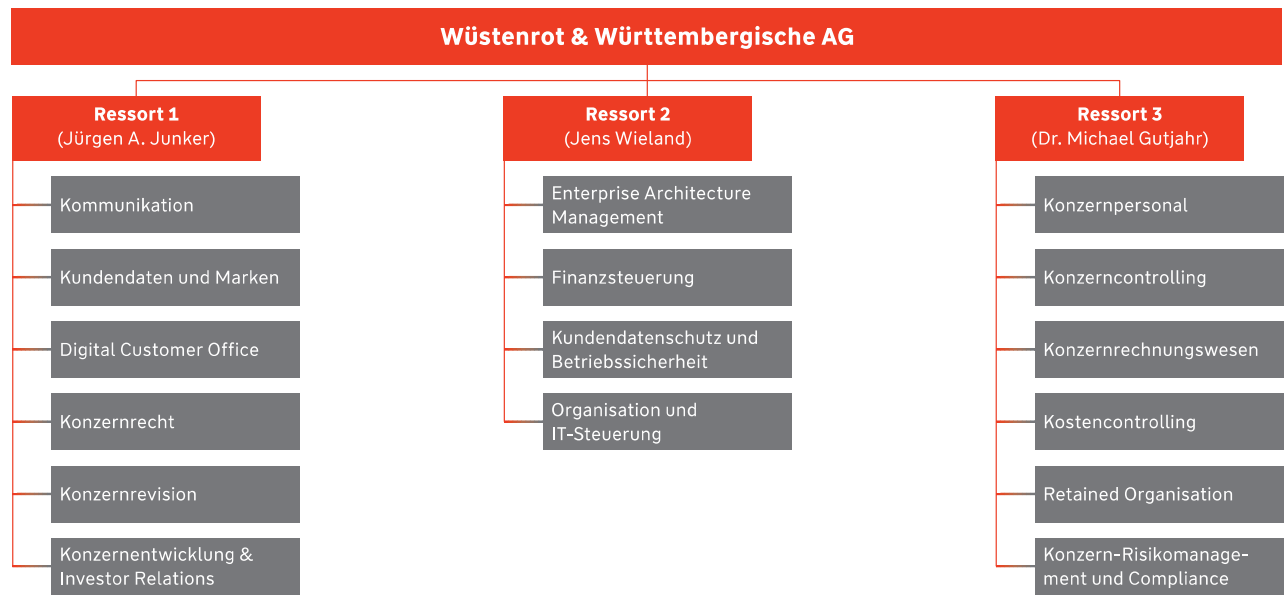 Wüstenrot & Württembergische AG
Ressort 1
(Jürgen A. Junker)
Kommunikation
Kundendaten und Marken
Digital Customer Office
Konzernrecht
Konzernrevision
Konzernentwicklung &
Investor Relations
Ressort 2
(Jens Wieland)
Enterprise Architecture
Management
Finanzsteuerung
Kundendatenschutz und
Betriebssicherheit
Organisation und
IT-Steuerung
Ressort 3
(Dr. Michael Gutjahr)
Konzernpersonal
Konzerncontrolling
Konzernrechnungswesen
Kostencontrolling
Retained Organisation
Konzern-Risikomanage-
ment und Compliance